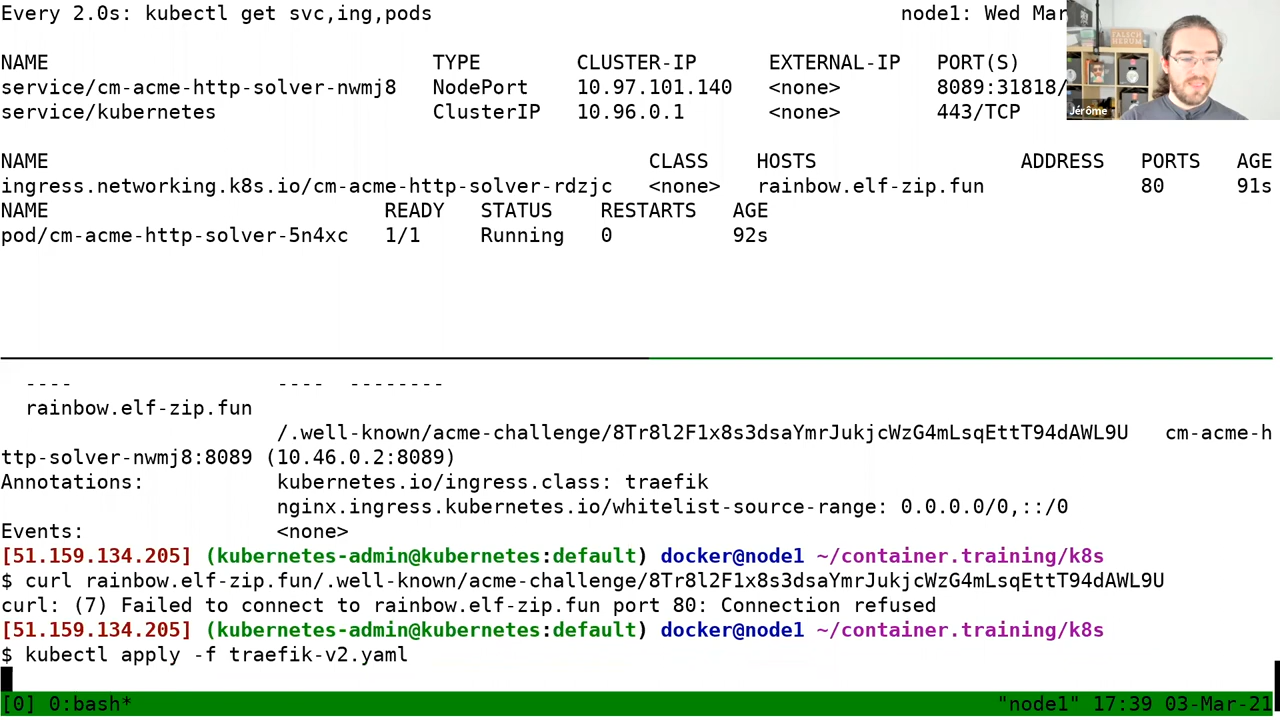 Every 2.0s: kubectl get svc,ing,pods node1: Wed Mar
NAME TYPE CLUSTER-IP EXTERNAL-IP PORT(S)
service/cm-acme-http-solver-nwmj8 NodePort 10.97.101.140 <none> 8089:31818/
service/kubernetes ClusterIP 10.96.0.1 <none> 443/TCP
Jérôme
NAME CLASS HOSTS ADDRESS PORTS AGE
ingress.networking.k8s.io/cm-acme-http-solver-rdzjc <none> rainbow.elf-zip.fun 80 91s
NAME READY STATUS RESTARTS AGE
pod/cm-acme-http-solver-5n4xc 1/1 Running 0 92s
---- ---- --------
rainbow.elf-zip.fun
/.well-known/acme-challenge/8Tr8l2F1x8s3dsaYmrJukjcWzG4mLsqEttT94dAWL9U cm-acme-h
ttp-solver-nwmj8:8089 (10.46.0.2:8089)
Annotations: kubernetes.io/ingress.class: traefik
nginx.ingress.kubernetes.io/whitelist-source-range: 0.0.0.0/0,::/0
Events: <none>
[51.159.134.205] (kubernetes-admin@kubernetes:default) docker@node1 ~/container.training/k8s
$ curl rainbow.elf-zip.fun/.well-known/acme-challenge/8Tr8l2F1x8s3dsaYmrJukjcWzG4mLsqEttT94dAWL9U
curl: (7) Failed to connect to rainbow.elf-zip.fun port 80: Connection refused
[51.159.134.205] (kubernetes-admin@kubernetes:default) docker@node1 ~/container.training/k8s
$ kubectl apply -f traefik-v2.yaml
[0] 0:bash* "node1" 17:39 03-Mar-21